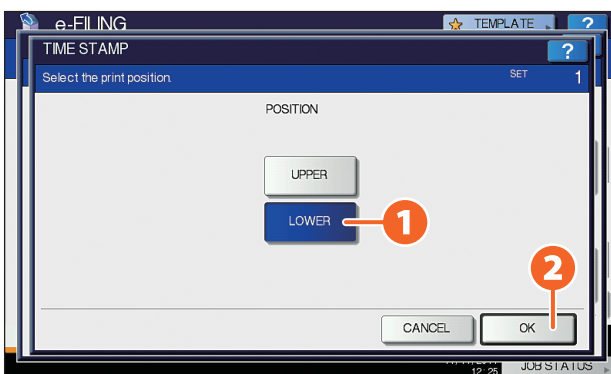 e-FILING
TEMPLATE
?
TIME STAMP
?
Select the print position.
SET 1
POSITION
UPPER
LOWER
1
2
CANCEL
OK
12:25
JOB STATUS